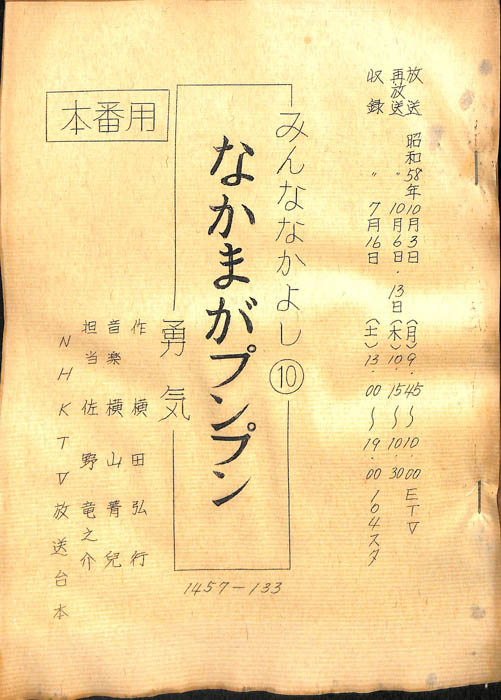 放送 昭和58年10月3日(月)9.45〜10.00 ETV
再放送 〃 10月6日・13日(木)10.15〜10.30
収録 〃 7月16日(土)13.00〜19.00 104スタ
みんななかよし⑩
なかまがプンプン
勇気
本番用
作 横田弘行
音楽 横山菁児
担当 佐野竜之介
NHKTV放送台本
1457-133